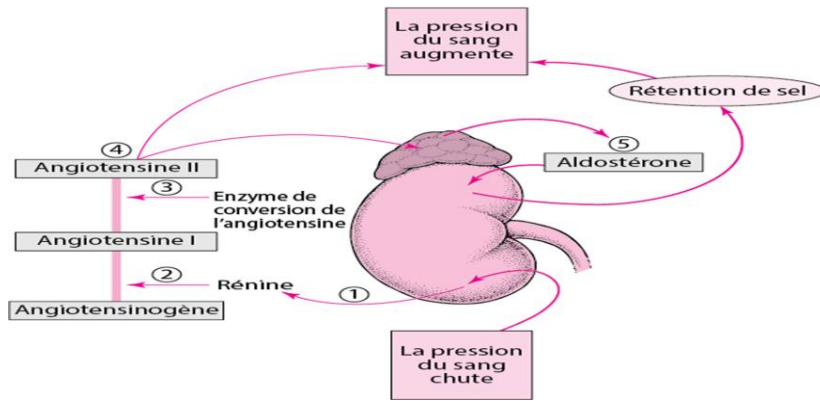 La pression
du sang
augmente
Rétention de sel
④
Angiotensine II
⑤
Aldostérone
③
Enzyme de
conversion de
l'angiotensine
Angiotensine I
②
Rénine
①
Angiotensinogène
La pression
du sang
chute